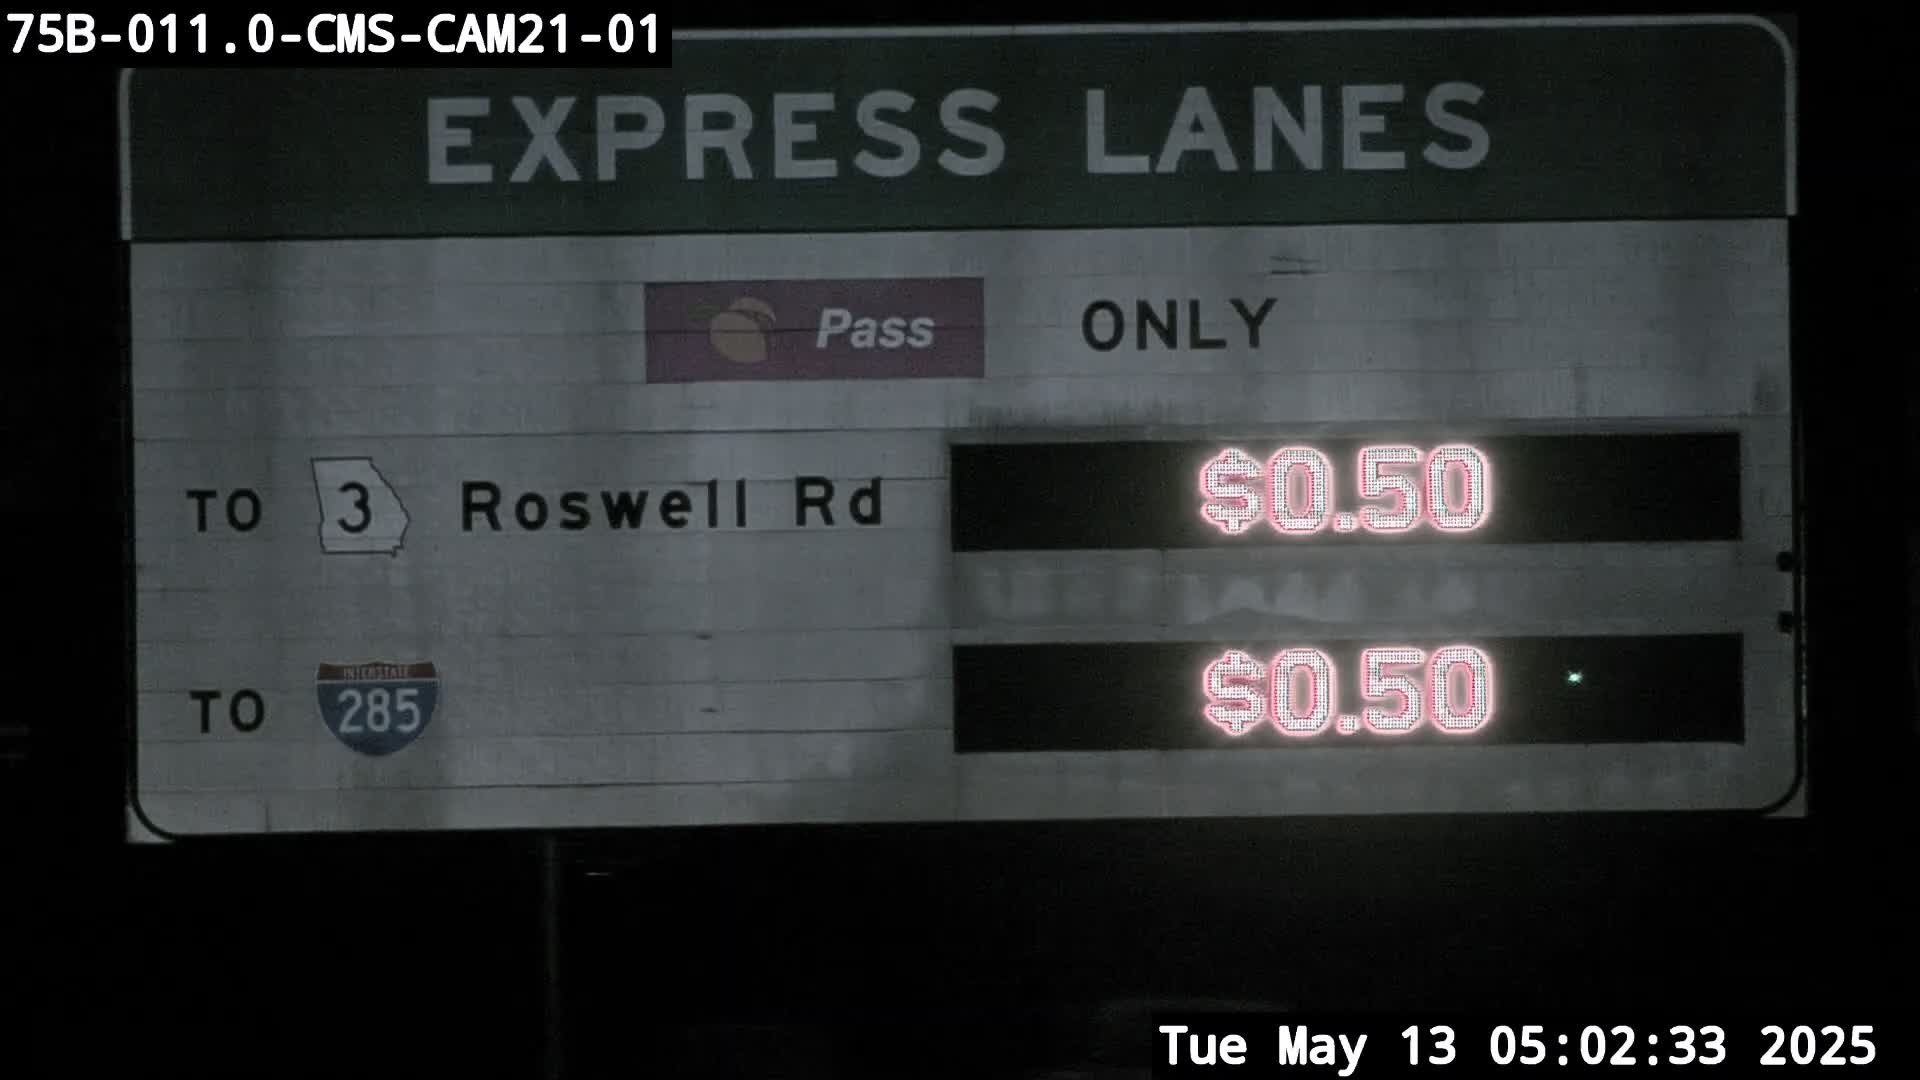 75B-011.0-CMS-CAM21-01
EXPRESS LANES
Pass ONLY
TO 3 Roswell Rd $0.50
TO INTERSTATE 285 $0.50
Tue May 13 05:02:33 2025